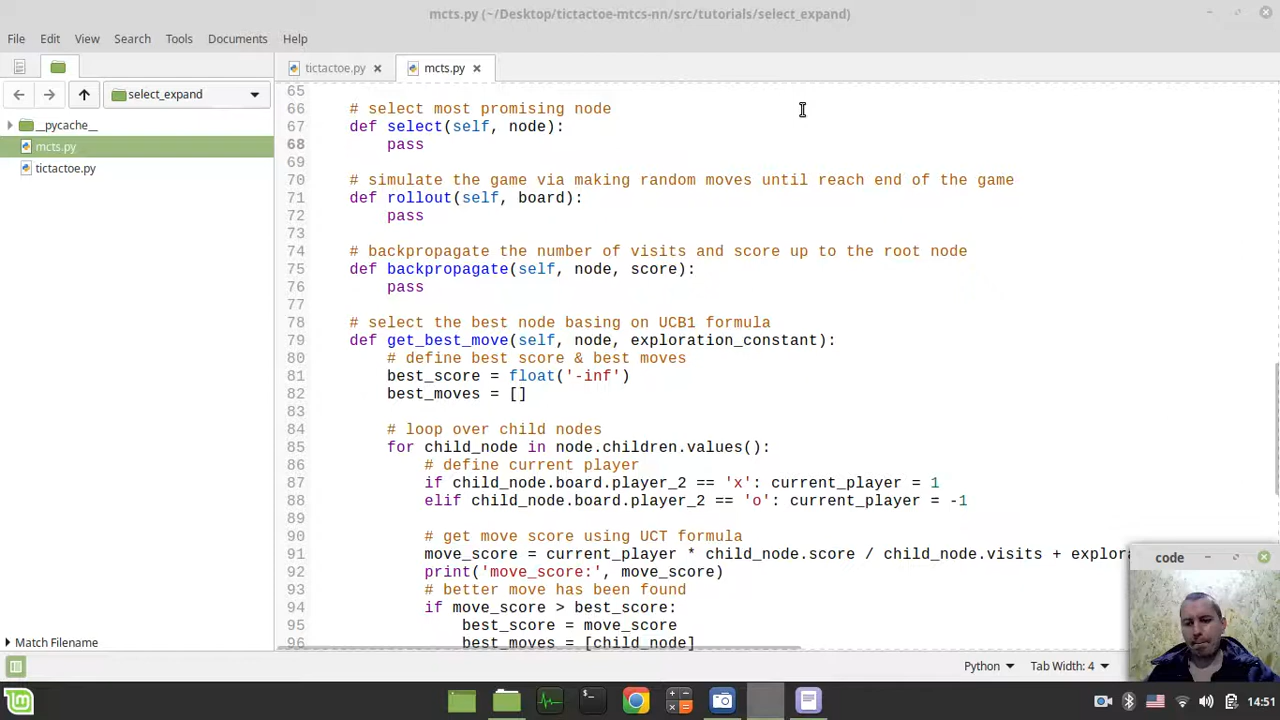 mcts.py (~/Desktop/tictactoe-mtcs-nn/src/tutorials/select_expand)
File Edit View Search Tools Documents Help
tictactoe.py mcts.py
select_expand
__pycache__
mcts.py
tictactoe.py
65
66 # select most promising node
67 def select(self, node):
68 pass
69
70 # simulate the game via making random moves until reach end of the game
71 def rollout(self, board):
72 pass
73
74 # backpropagate the number of visits and score up to the root node
75 def backpropagate(self, node, score):
76 pass
77
78 # select the best node basing on UCB1 formula
79 def get_best_move(self, node, exploration_constant):
80 # define best score & best moves
81 best_score = float('-inf')
82 best_moves = []
83
84 # loop over child nodes
85 for child_node in node.children.values():
86 # define current player
87 if child_node.board.player_2 == 'x': current_player = 1
88 elif child_node.board.player_2 == 'o': current_player = -1
89
90 # get move score using UCT formula
91 move_score = current_player * child_node.score / child_node.visits + explora
92 print('move_score:', move_score)
93 # better move has been found
94 if move_score > best_score:
95 best_score = move_score
96 best_moves = [child_node]
code
Match Filename
Python Tab Width: 4
14:51